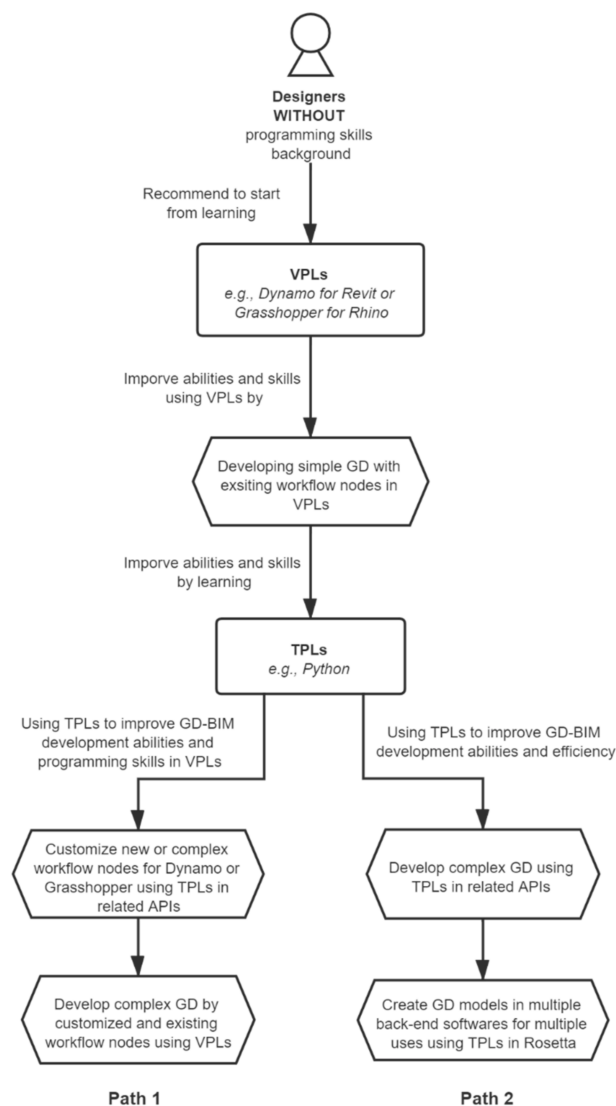 Designers
WITHOUT
programming skills
background
Recommend to start
from learning
VPLs
e.g., Dynamo for Revit or
Grasshopper for Rhino
Imporve abilities and skills
using VPLs by
Developing simple GD with
exsiting workflow nodes in
VPLs
Imporve abilities and skills
by learning
TPLs
e.g., Python
Using TPLs to improve GD-BIM
development abilities and
programming skills in VPLs
Using TPLs to improve GD-BIM
development abilities and efficiency
Customize new or complex
workflow nodes for Dynamo or
Grasshopper using TPLs in
related APIs
Develop complex GD using
TPLs in related APIs
Develop complex GD by
customized and existing
workflow nodes using VPLs
Create GD models in multiple
back-end softwares for multiple
uses using TPLs in Rosetta
Path 1
Path 2